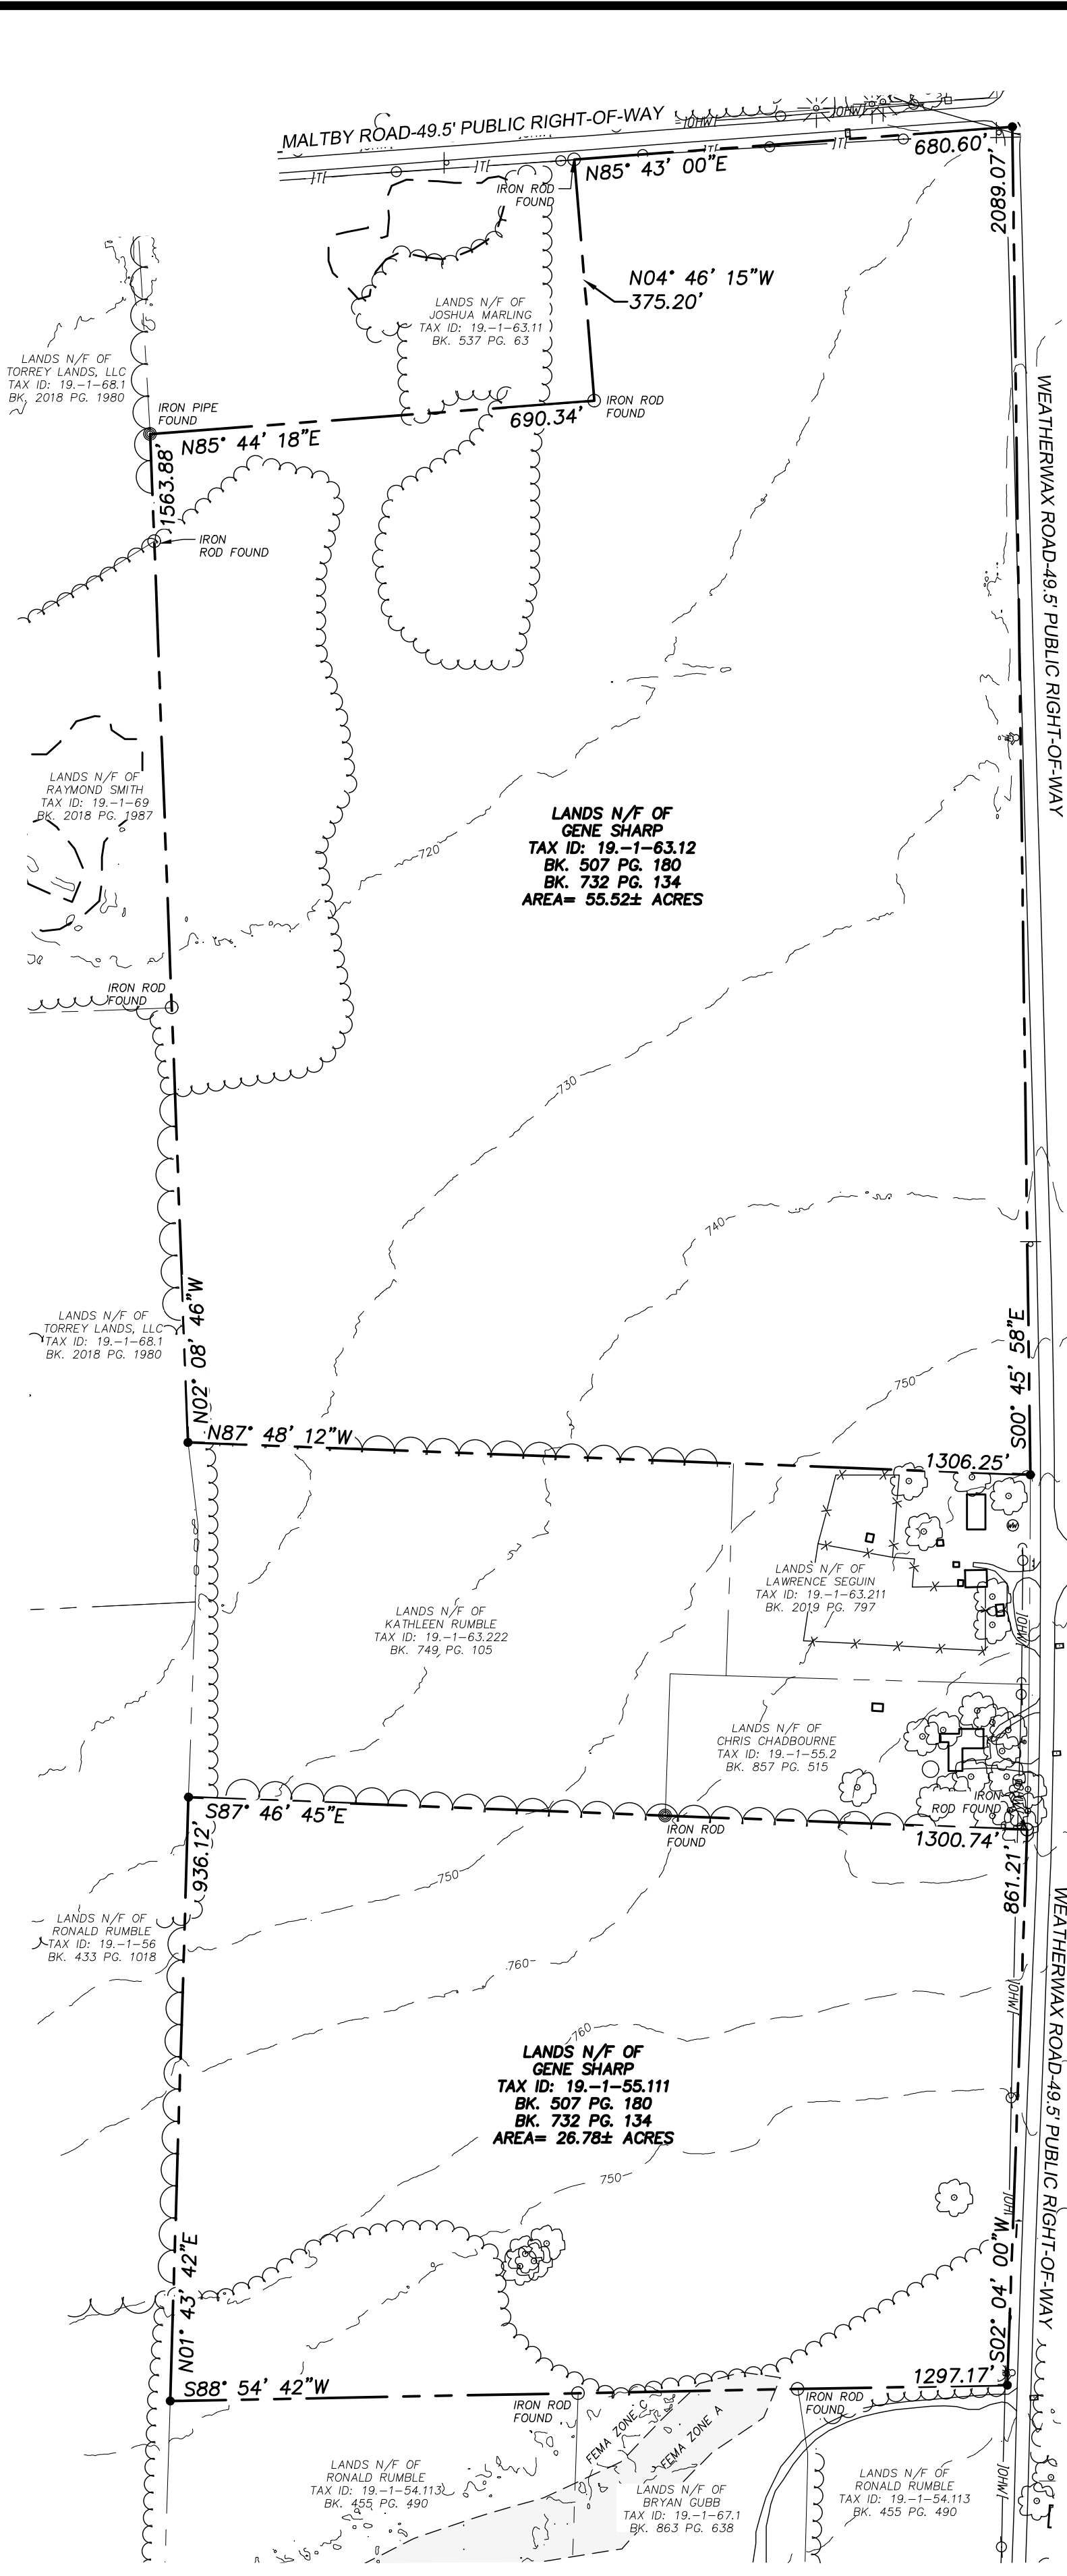 MALTBY ROAD-49.5' PUBLIC RIGHT-OF-WAY
OHW
OHW
680.60'
N85° 43' 00"E
IRON ROD
FOUND
2089.07'
N04° 46' 15"W
375.20'
LANDS N/F OF
JOSHUA MARLING
TAX ID: 19.-1-63.11
BK. 537 PG. 63
LANDS N/F OF
TORREY LANDS, LLC
TAX ID: 19.-1-68.1
BK. 2018 PG. 1980
IRON PIPE
FOUND
IRON ROD
FOUND
690.34'
N85° 44' 18"E
1563.88'
IRON
ROD FOUND
WEATHERWAX ROAD-49.5' PUBLIC RIGHT-OF-WAY
LANDS N/F OF
RAYMOND SMITH
TAX ID: 19.-1-69
BK. 2018 PG. 1987
720
LANDS N/F OF
GENE SHARP
TAX ID: 19.-1-63.12
BK. 507 PG. 180
BK. 732 PG. 134
AREA= 55.52± ACRES
IRON ROD
FOUND
730
740
LANDS N/F OF
TORREY LANDS, LLC
TAX ID: 19.-1-68.1
BK. 2018 PG. 1980
N02° 08' 46"W
S00° 45' 58"E
750
N87° 48' 12"W
1306.25'
LANDS N/F OF
LAWRENCE SEGUIN
TAX ID: 19.-1-63.211
BK. 2019 PG. 797
LANDS N/F OF
KATHLEEN RUMBLE
TAX ID: 19.-1-63.222
BK. 749 PG. 105
OHW
LANDS N/F OF
CHRIS CHADBOURNE
TAX ID: 19.-1-55.2
BK. 857 PG. 515
IRON
ROD FOUND
S87° 46' 45"E
IRON ROD
FOUND
1300.74'
936.12'
861.21'
750
LANDS N/F OF
RONALD RUMBLE
TAX ID: 19.-1-56
BK. 433 PG. 1018
760
OHW
WEATHERWAX ROAD-49.5' PUBLIC RIGHT-OF-WAY
760
LANDS N/F OF
GENE SHARP
TAX ID: 19.-1-55.111
BK. 507 PG. 180
BK. 732 PG. 134
AREA= 26.78± ACRES
750
N01° 43' 42"E
S02° 04' 00"W
S88° 54' 42"W
1297.17'
IRON ROD
FOUND
IRON ROD
FOUND
FEMA ZONE C
FEMA ZONE A
LANDS N/F OF
RONALD RUMBLE
TAX ID: 19.-1-54.113
BK. 455 PG. 490
LANDS N/F OF
BRYAN GUBB
TAX ID: 19.-1-67.1
BK. 863 PG. 638
LANDS N/F OF
RONALD RUMBLE
TAX ID: 19.-1-54.113
BK. 455 PG. 490
OHW